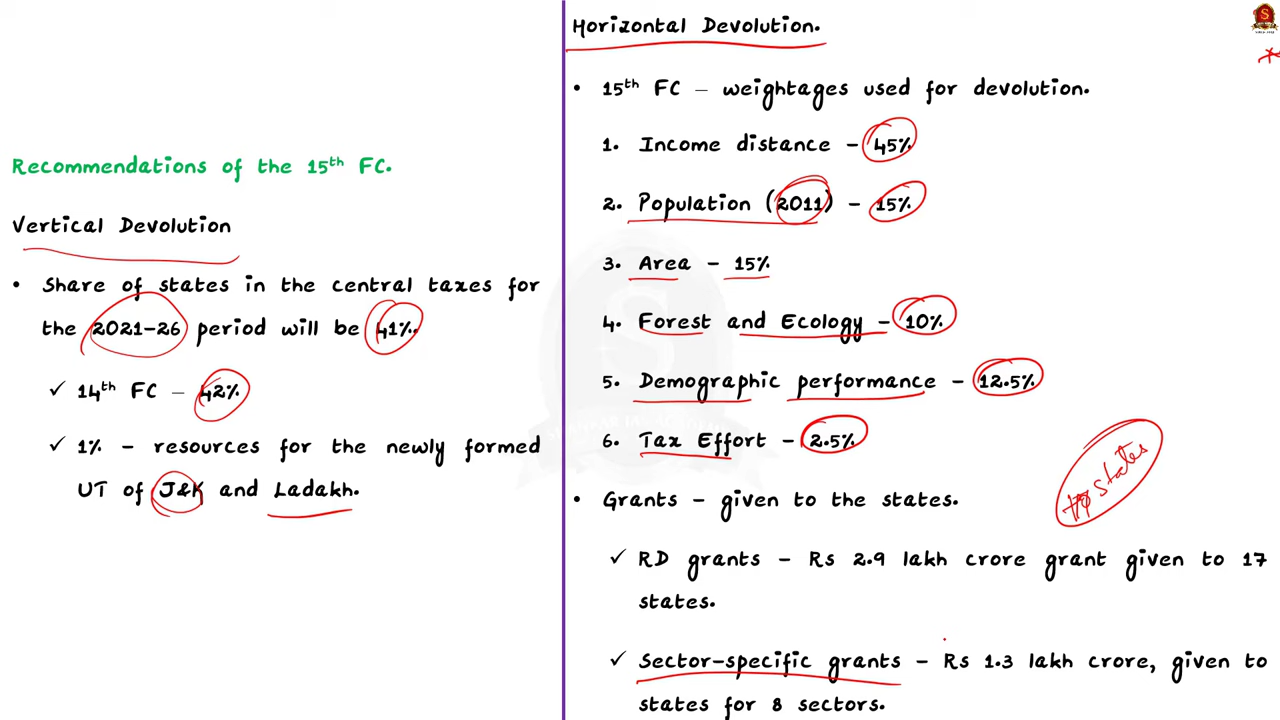 Recommendations of the 15th FC.
Vertical Devolution
• Share of states in the central taxes for
the 2021-26 period will be 41%.
✓ 14th FC – 42%
✓ 1% - resources for the newly formed
UT of J&K and Ladakh.
Horizontal Devolution.
• 15th FC – weightages used for devolution.
1. Income distance - 45%
2. Population (2011) - 15%
3. Area - 15%
4. Forest and Ecology - 10%
5. Demographic performance - 12.5%
6. Tax Effort - 2.5%
• Grants - given to the states.
states
✓ RD grants - Rs 2.9 lakh crore grant given to 17
states.
✓ Sector-specific grants - Rs 1.3 lakh crore, given to
states for 8 sectors.